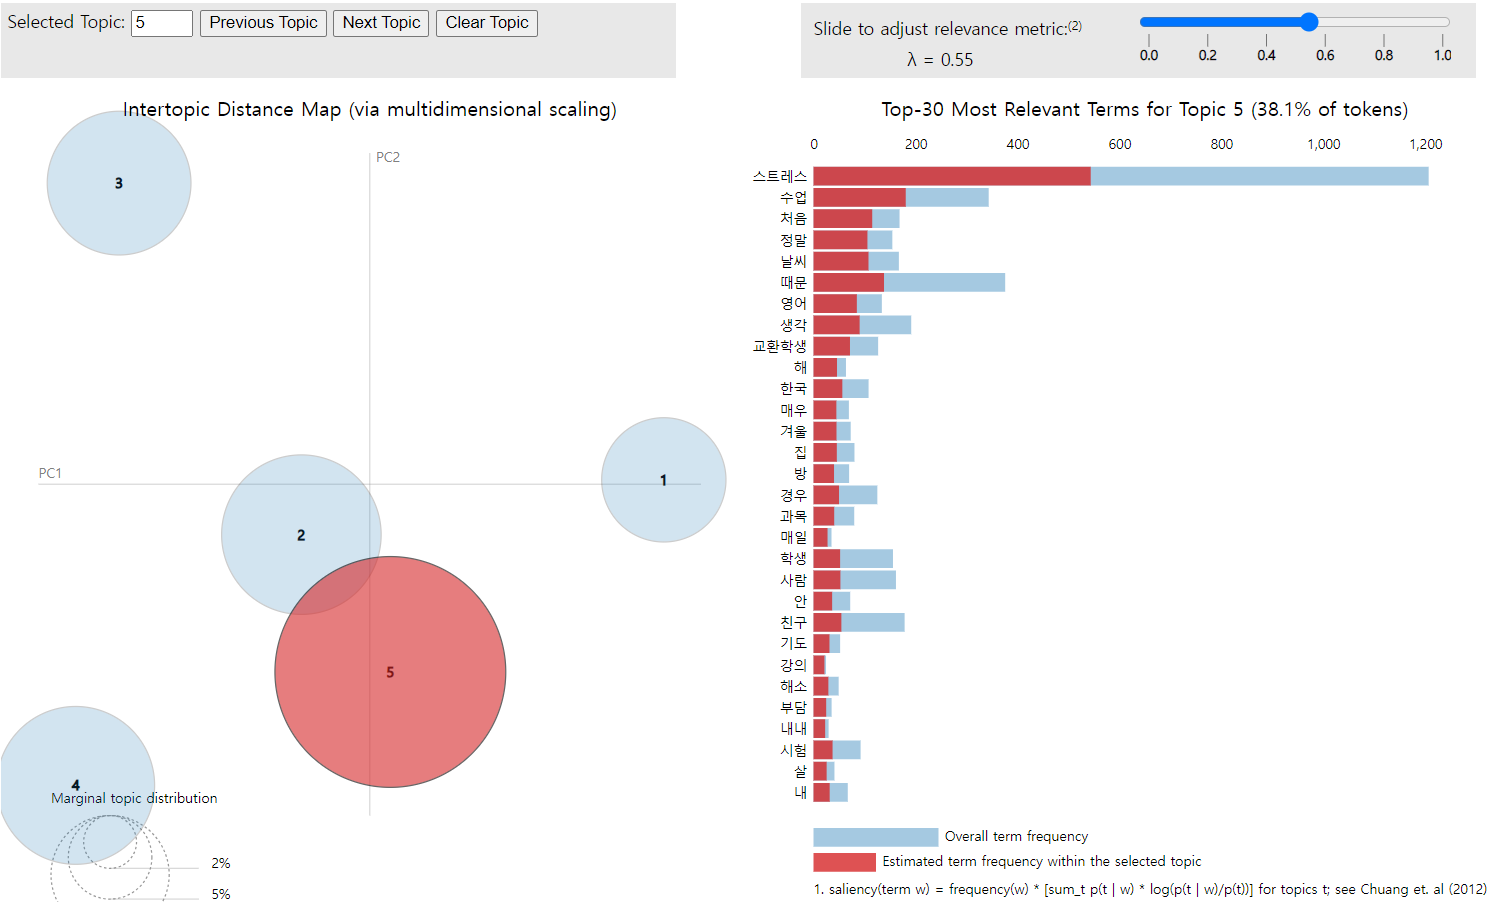 Selected Topic: 5 Previous Topic Next Topic Clear Topic
Slide to adjust relevance metric:(2)
λ = 0.55
0.0 0.2 0.4 0.6 0.8 1.0
Intertopic Distance Map (via multidimensional scaling)
PC2
PC1
3
1
2
5
4
Marginal topic distribution
2%
5%
Top-30 Most Relevant Terms for Topic 5 (38.1% of tokens)
0 200 400 600 800 1,000 1,200
스트레스
수업
처음
정말
날씨
때문
영어
생각
교환학생
해
한국
매우
겨울
집
방
경우
과목
매일
학생
사람
안
친구
기도
강의
해소
부담
내내
시험
살
내
Overall term frequency
Estimated term frequency within the selected topic
1. saliency(term w) = frequency(w) * [sum_t p(t | w) * log(p(t | w)/p(t))] for topics t; see Chuang et. al (2012)